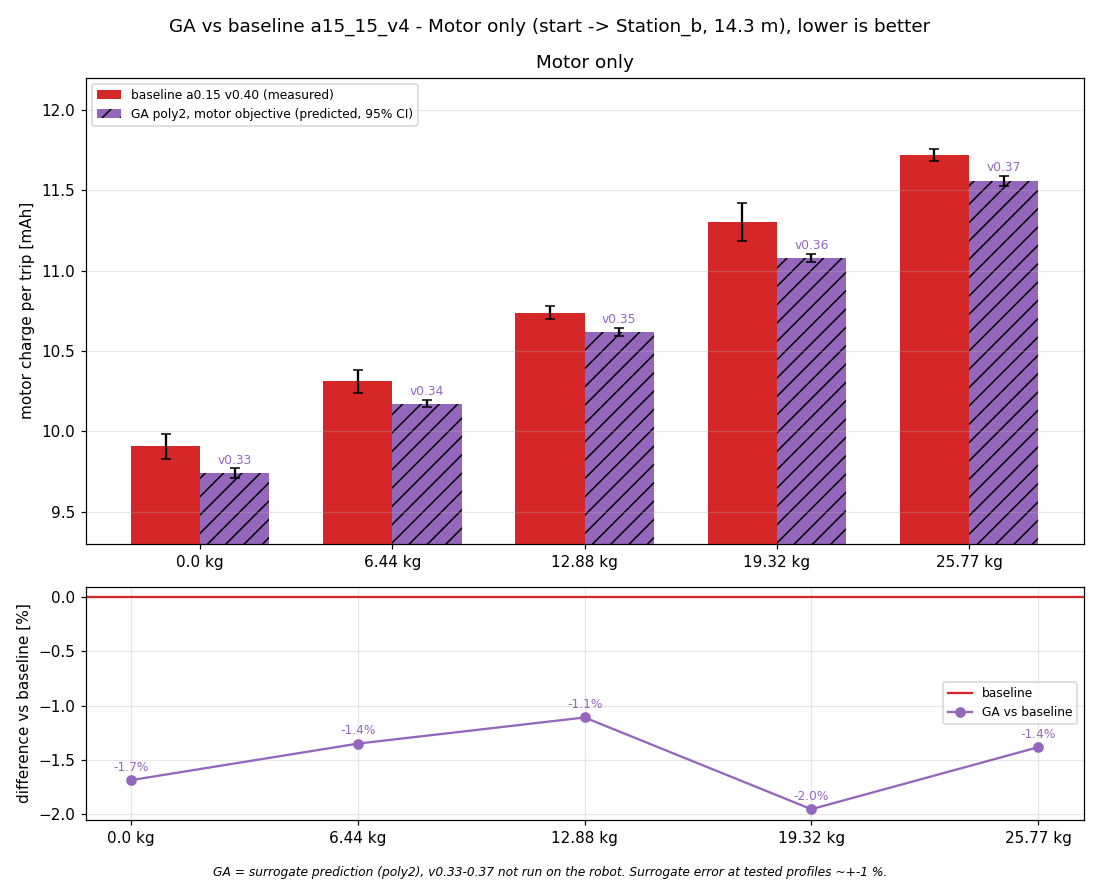 GA vs baseline a15_15_v4 - Motor only (start -> Station_b, 14.3 m), lower is better
Motor only
baseline a0.15 v0.40 (measured)
GA poly2, motor objective (predicted, 95% CI)
motor charge per trip [mAh]
12.0
11.5
11.0
10.5
10.0
9.5
v0.33
v0.34
v0.35
v0.36
v0.37
0.0 kg
6.44 kg
12.88 kg
19.32 kg
25.77 kg
difference vs baseline [%]
0.0
−0.5
−1.0
−1.5
−2.0
-1.7%
-1.4%
-1.1%
-2.0%
-1.4%
baseline
GA vs baseline
0.0 kg
6.44 kg
12.88 kg
19.32 kg
25.77 kg
GA = surrogate prediction (poly2), v0.33-0.37 not run on the robot. Surrogate error at tested profiles ~+-1 %.